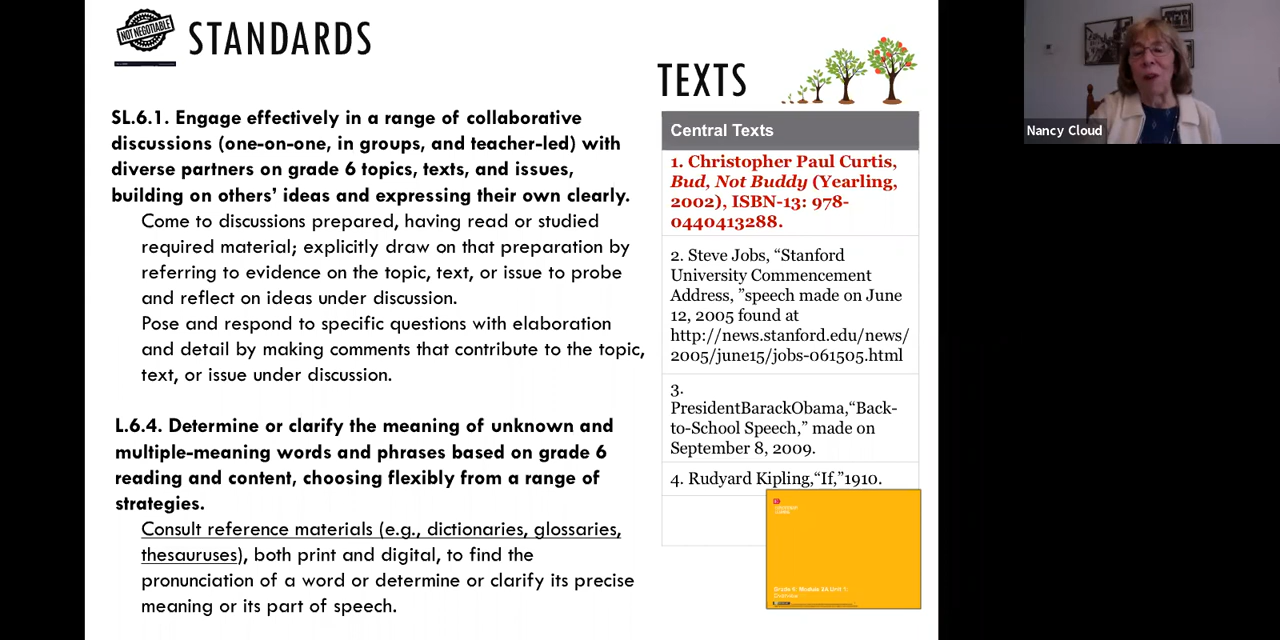 NOT NEGOTIABLE
STANDARDS
SL.6.1. Engage effectively in a range of collaborative
discussions (one-on-one, in groups, and teacher-led) with
diverse partners on grade 6 topics, texts, and issues,
building on others’ ideas and expressing their own clearly.
Come to discussions prepared, having read or studied
required material; explicitly draw on that preparation by
referring to evidence on the topic, text, or issue to probe
and reflect on ideas under discussion.
Pose and respond to specific questions with elaboration
and detail by making comments that contribute to the topic,
text, or issue under discussion.
L.6.4. Determine or clarify the meaning of unknown and
multiple-meaning words and phrases based on grade 6
reading and content, choosing flexibly from a range of
strategies.
Consult reference materials (e.g., dictionaries, glossaries,
thesauruses), both print and digital, to find the
pronunciation of a word or determine or clarify its precise
meaning or its part of speech.
TEXTS
Central Texts
1. Christopher Paul Curtis,
Bud, Not Buddy (Yearling,
2002), ISBN-13: 978-
0440413288.
2. Steve Jobs, “Stanford
University Commencement
Address, ”speech made on June
12, 2005 found at
http://news.stanford.edu/news/
2005/june15/jobs-061505.html
3.
PresidentBarackObama,“Back-
to-School Speech,” made on
September 8, 2009.
4. Rudyard Kipling,“If,”1910.
Grade 6: Module 2A Unit 1:
Overview
Nancy Cloud